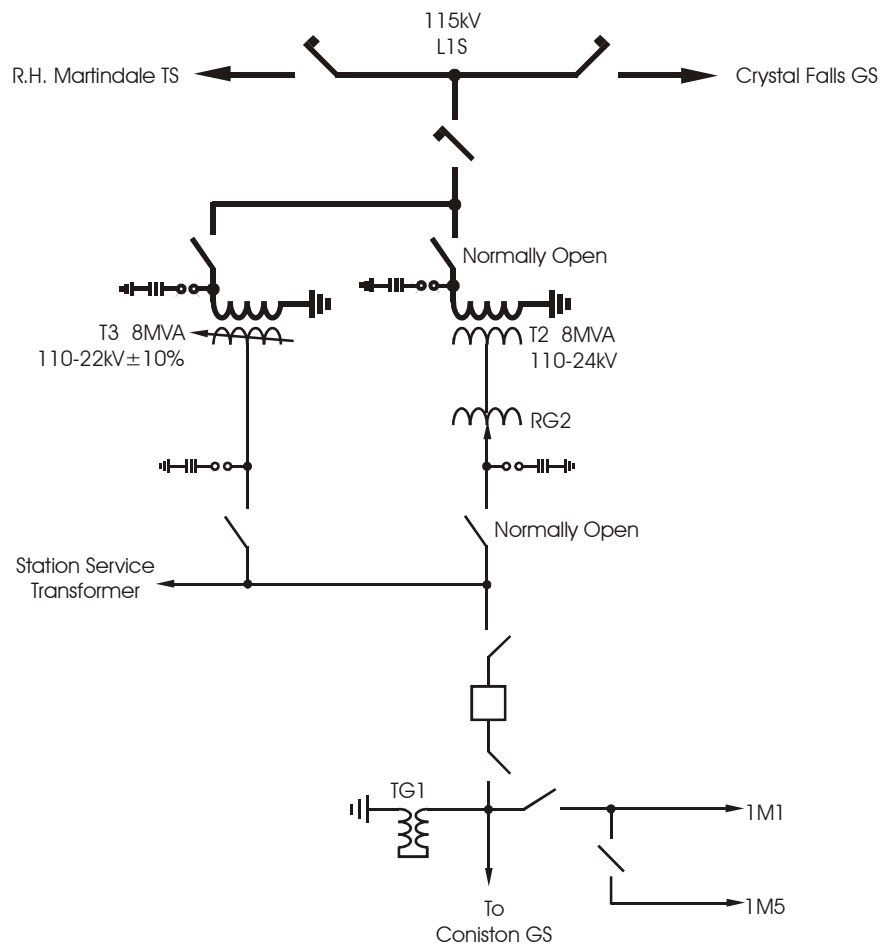 115kV
L1S
R.H. Martindale TS
Crystal Falls GS
Normally Open
T3 8MVA
110-22kV±10%
T2 8MVA
110-24kV
RG2
Normally Open
Station Service
Transformer
TG1
1M1
1M5
To
Coniston GS